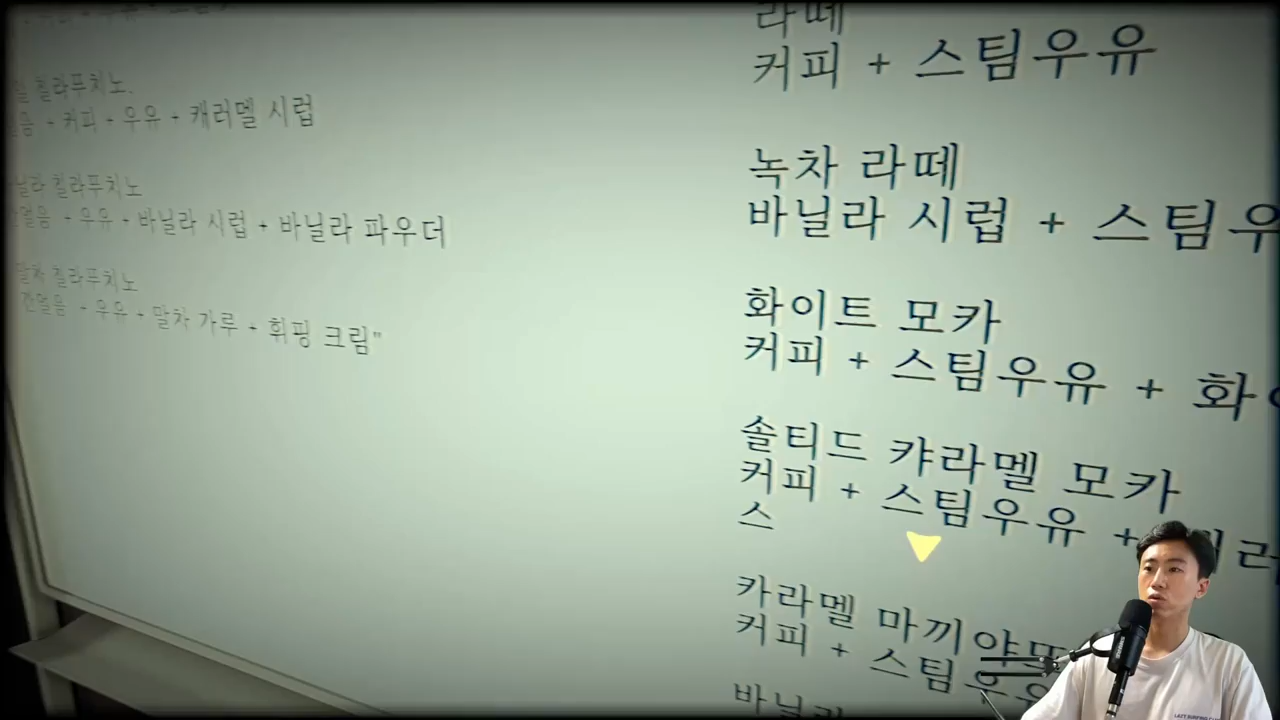 칠라푸치노.
+ 커피 + 우유 + 캐러멜 시럽
칠라푸치노
- 우유 + 바닐라 시럽 + 바닐라 파우더
말차 칠라푸치노
간얼음 - 우유 + 말차 가루 + 휘핑 크림"
라떼
커피 + 스팀우유
녹차 라떼
바닐라 시럽 + 스팀우
화이트 모카
커피 + 스팀우유 + 화
솔티드 캬라멜 모카
커피 + 스팀우유 +
스
카라멜 마끼야또
커피 + 스팀우유
바닐라